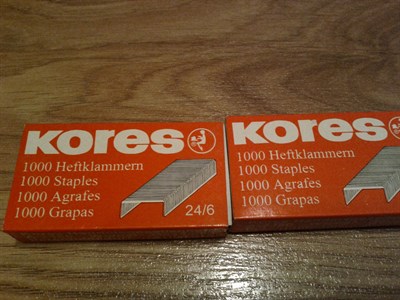 Kores
1000 Heftklammern
1000 Staples
1000 Agrafes
1000 Grapas
24/6
Kores
1000 Heftklammern
1000 Staples
1000 Agrafes
1000 Grapas